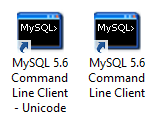 MySQL>
MySQL 5.6
Command
Line Client
- Unicode
MySQL>
MySQL 5.6
Command
Line Client